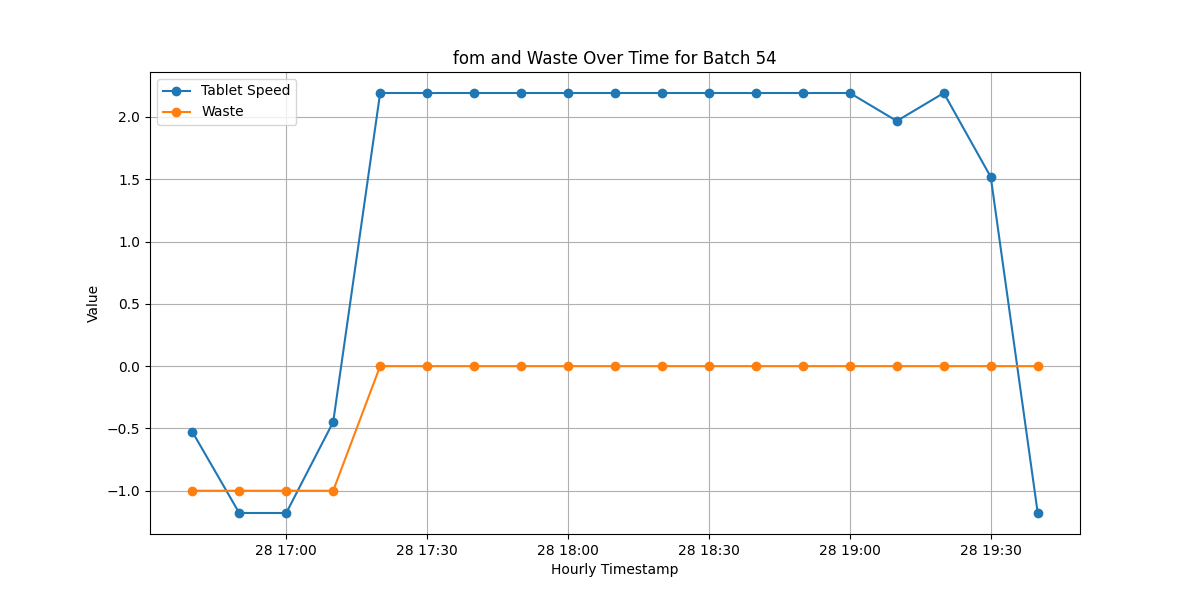 fom and Waste Over Time for Batch 54
Tablet Speed
Waste
Value
2.0
1.5
1.0
0.5
0.0
−0.5
−1.0
28 17:00 28 17:30 28 18:00 28 18:30 28 19:00 28 19:30
Hourly Timestamp